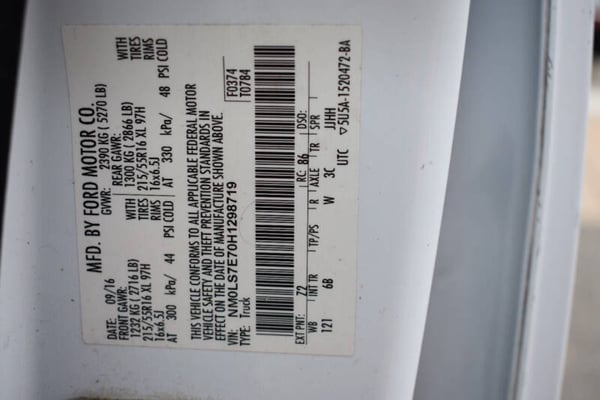 MFD. BY FORD MOTOR CO.
DATE: 09/16 GVWR: 2390 KG ( 5270 LB)
FRONT GAWR: REAR GAWR: WITH
1232 KG ( 2716 LB) WITH 1300 KG ( 2866 LB) TIRES
215/55R16 XL 97H TIRES 215/55R16 XL 97H RIMS
16x6.5J RIMS 16x6.5J
AT 300 kPa/ 44 PSI COLD AT 330 kPa/ 48 PSI COLD
THIS VEHICLE CONFORMS TO ALL APPLICABLE FEDERAL MOTOR
VEHICLE SAFETY AND THEFT PREVENTION STANDARDS IN
EFFECT ON THE DATE OF MANUFACTURE SHOWN ABOVE.
VIN: NM0LS7E70H1298719 F0374
TYPE: Truck T07B4
EXT PNT: Z2 RC: 86 DSO:
WB INT TR TP/PS R AXLE TR SPR
121 6B W 3C JJHH
UTC ▽5U5A-1520472-BA